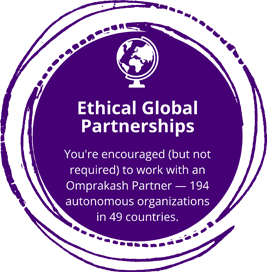 Ethical Global
Partnerships
You're encouraged (but not
required) to work with an
Omprakash Partner — 194
autonomous organizations
in 49 countries.